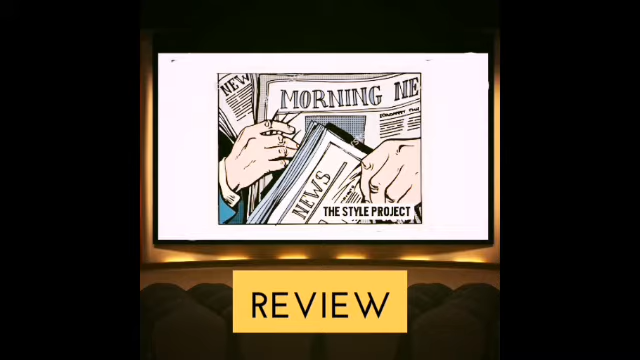 NEW
MORNING NE
NEWS
THE STYLE PROJECT
REVIEW